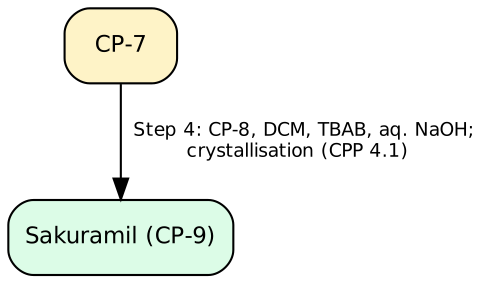 CP-7
Step 4: CP-8, DCM, TBAB, aq. NaOH;
crystallisation (CPP 4.1)
Sakuramil (CP-9)